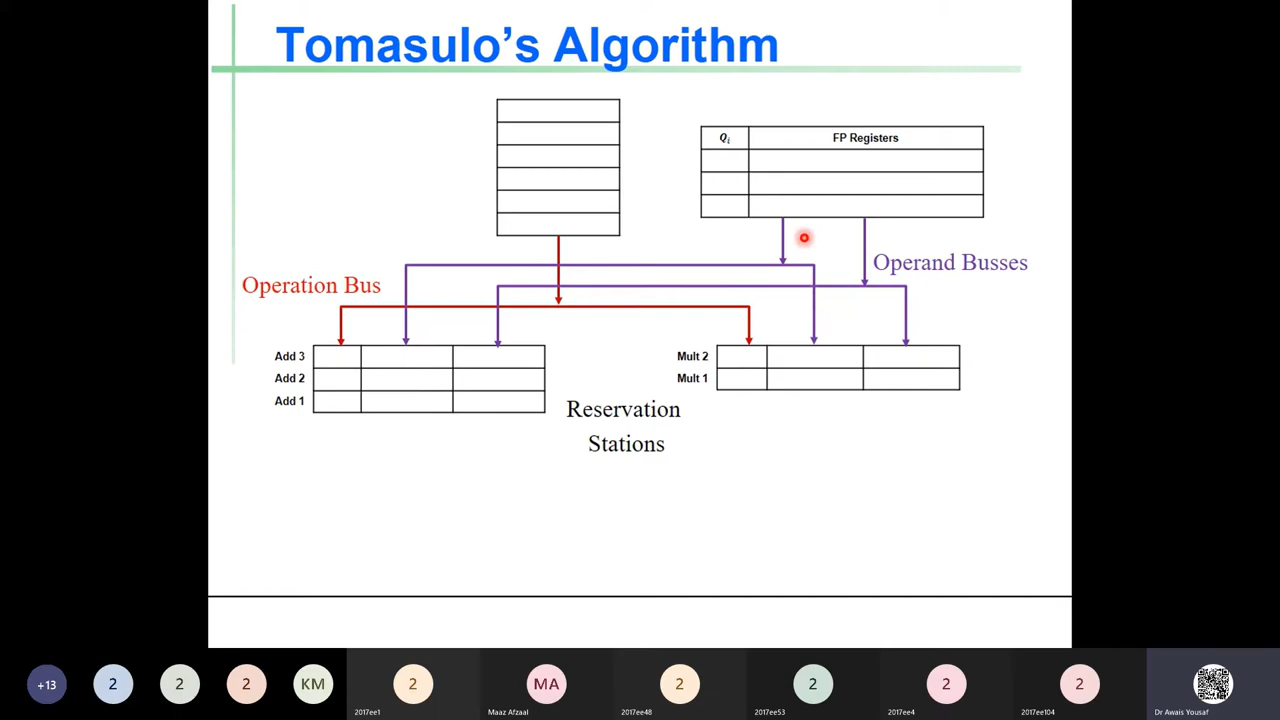 Tomasulo's Algorithm
Qi
FP Registers
Operand Busses
Operation Bus
Add 3
Add 2
Add 1
Mult 2
Mult 1
Reservation
Stations
+13
2
2
2
KM
2
2017ee1
MA
Maaz Afzaal
2
2017ee48
2
2017ee53
2
2017ee4
2
2017ee104
Dr Awais Yousaf